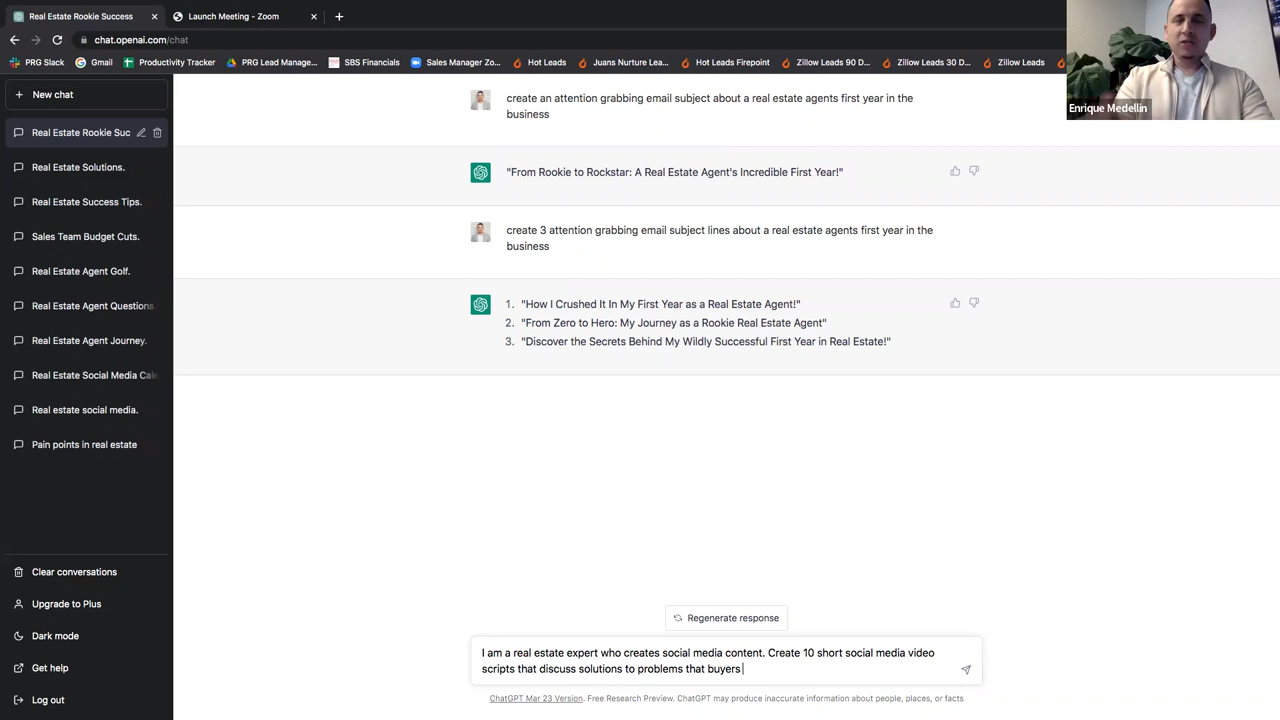 Real Estate Rookie Success
Launch Meeting - Zoom
chat.openai.com/chat
PRG Slack
Gmail
Productivity Tracker
PRG Lead Manage...
SBS Financials
Sales Manager Zo...
Hot Leads
Juans Nurture Lea...
Hot Leads Firepoint
Zillow Leads 90 D...
Zillow Leads 30 D...
Zillow Leads
Enrique Medellin
New chat
Real Estate Rookie Suc
Real Estate Solutions.
Real Estate Success Tips.
Sales Team Budget Cuts.
Real Estate Agent Golf.
Real Estate Agent Questions.
Real Estate Agent Journey.
Real Estate Social Media Cale
Real estate social media.
Pain points in real estate
Clear conversations
Upgrade to Plus
Dark mode
Get help
Log out
create an attention grabbing email subject about a real estate agents first year in the
business
"From Rookie to Rockstar: A Real Estate Agent's Incredible First Year!"
create 3 attention grabbing email subject lines about a real estate agents first year in the
business
1. "How I Crushed It In My First Year as a Real Estate Agent!"
2. "From Zero to Hero: My Journey as a Rookie Real Estate Agent"
3. "Discover the Secrets Behind My Wildly Successful First Year in Real Estate!"
Regenerate response
I am a real estate expert who creates social media content. Create 10 short social media video
scripts that discuss solutions to problems that buyers
ChatGPT Mar 23 Version. Free Research Preview. ChatGPT may produce inaccurate information about people, places, or facts